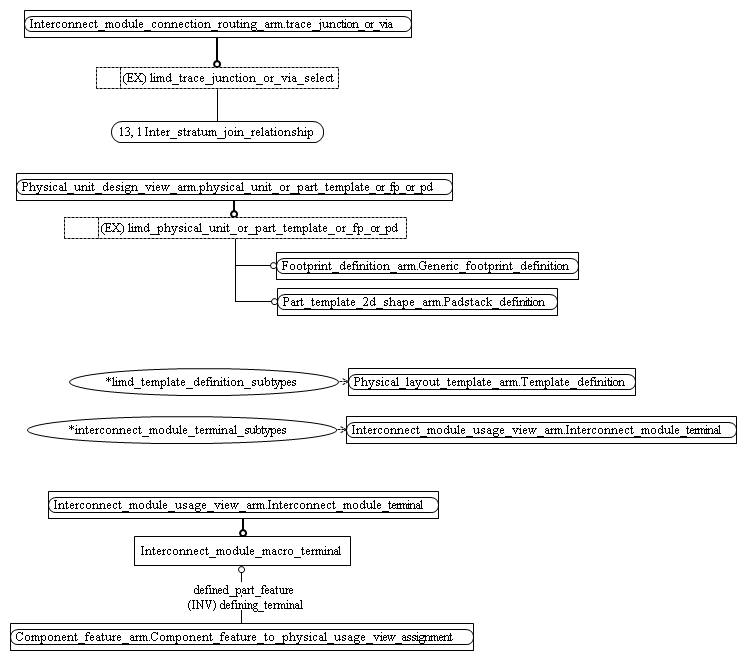 Interconnect_module_connection_routing_arm.trace_junction_or_via
(EX) limd_trace_junction_or_via_select
13, 1 Inter_stratum_join_relationship
Physical_unit_design_view_arm.physical_unit_or_part_template_or_fp_or_pd
(EX) limd_physical_unit_or_part_template_or_fp_or_pd
Footprint_definition_arm.Generic_footprint_definition
Part_template_2d_shape_arm.Padstack_definition
*limd_template_definition_subtypes
Physical_layout_template_arm.Template_definition
*interconnect_module_terminal_subtypes
Interconnect_module_usage_view_arm.Interconnect_module_terminal
Interconnect_module_usage_view_arm.Interconnect_module_terminal
Interconnect_module_macro_terminal
defined_part_feature
(INV) defining_terminal
Component_feature_arm.Component_feature_to_physical_usage_view_assignment